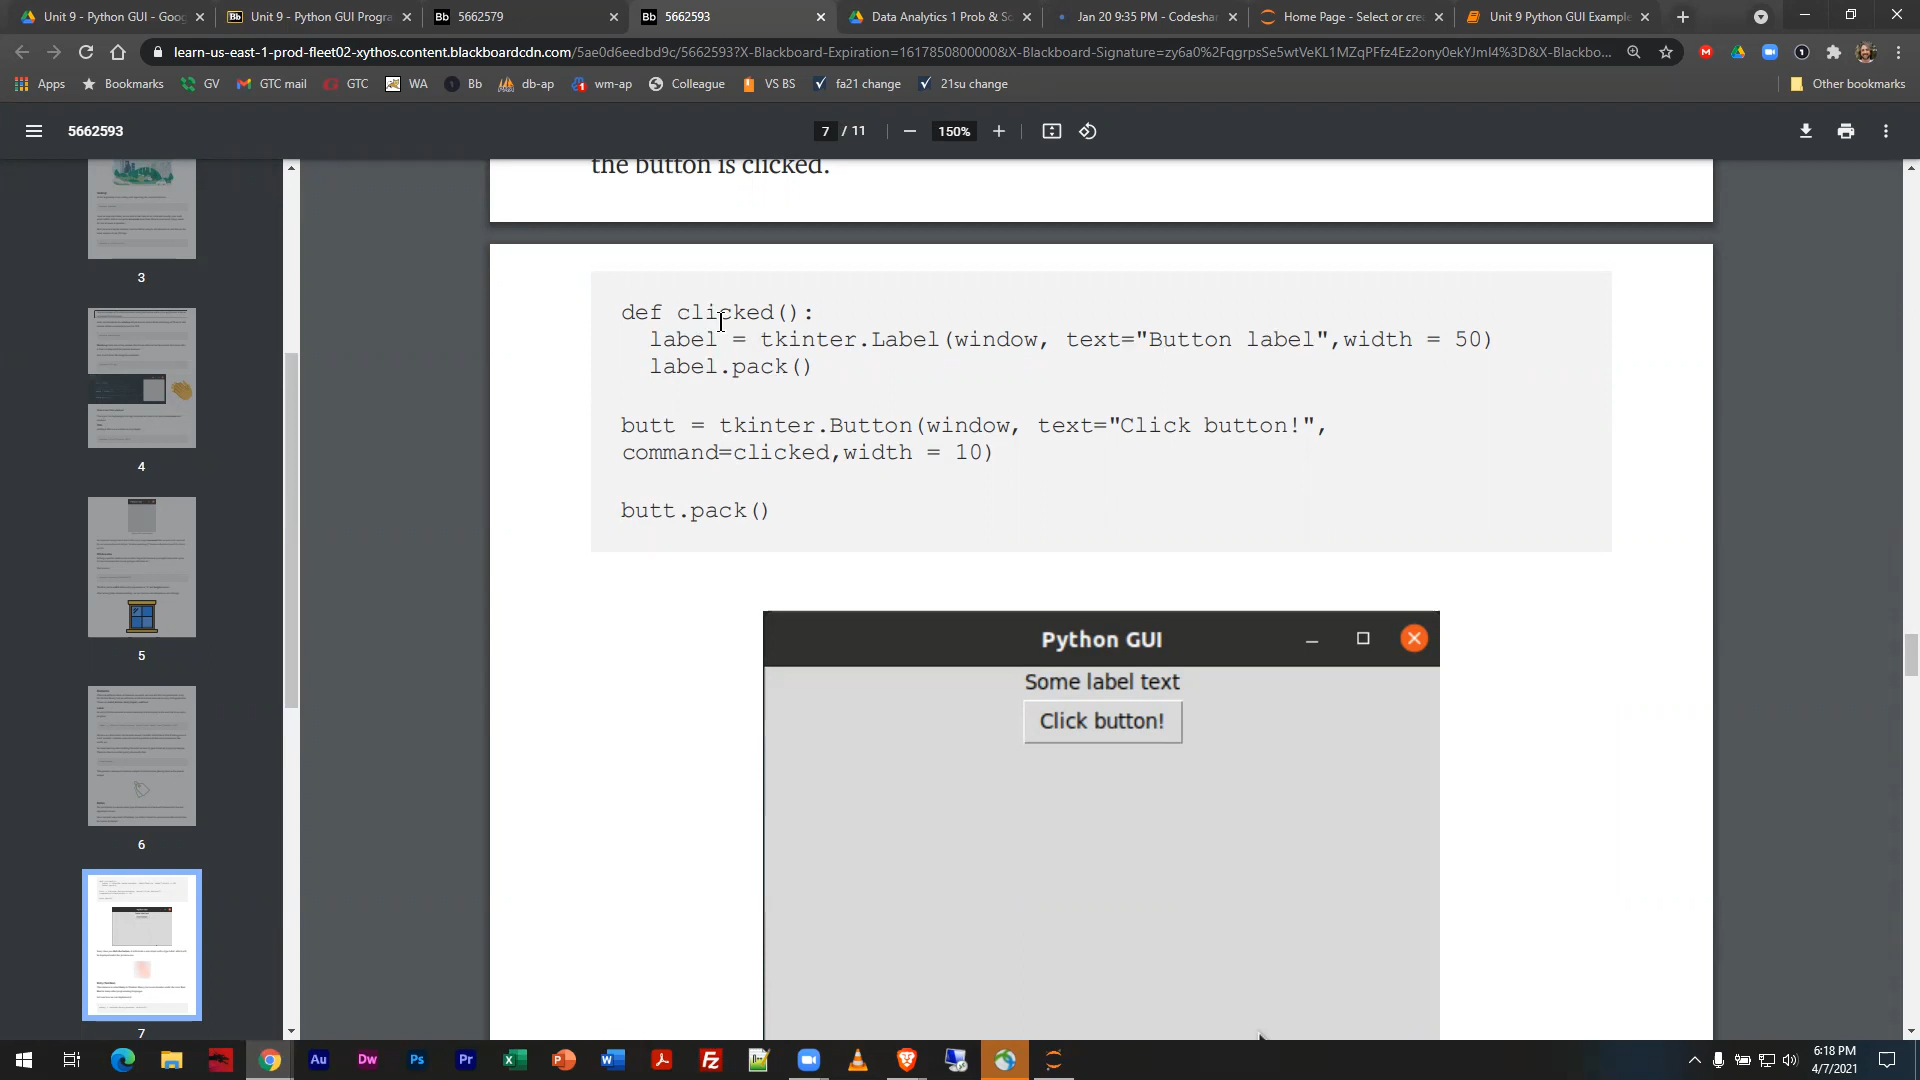 Unit 9 - Python GUI - Goog
Unit 9 - Python GUI Progra
5662579
5662593
Data Analytics 1 Prob & So
Jan 20 9:35 PM - Codeshar
Home Page - Select or crea
Unit 9 Python GUI Example
learn-us-east-1-prod-fleet02-xythos.content.blackboardcdn.com/5ae0d6eedbd9c/5662593?X-Blackboard-Expiration=1617850800000&X-Blackboard-Signature=zy6a0%2FqgrpsSe5wtVeKL1MZqPFfz4Ez2ony0ekYJmI4%3D&X-Blackbo...
Apps
Bookmarks
GV
GTC mail
GTC
WA
Bb
db-ap
wm-ap
Colleague
VS BS
fa21 change
21su change
Other bookmarks
5662593
7 / 11
150%
the button is clicked.
def clicked():
label = tkinter.Label(window, text="Button label",width = 50)
label.pack()
butt = tkinter.Button(window, text="Click button!",
command=clicked,width = 10)
butt.pack()
Python GUI
Some label text
Click button!
3
4
5
6
7
6:18 PM
4/7/2021